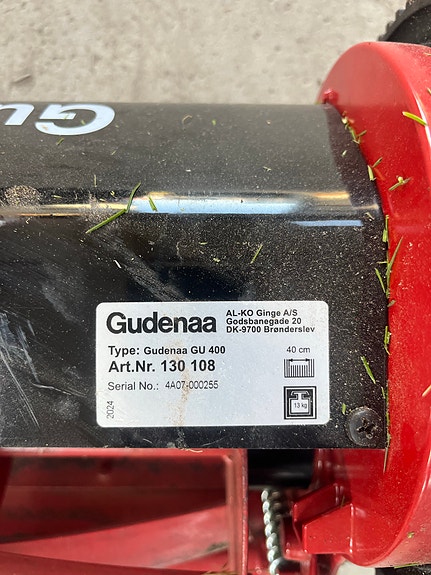 Gu
Gudenaa
AL-KO Ginge A/S
Godsbanegade 20
DK-9700 Brønderslev
Type: Gudenaa GU 400
40 cm
Art.Nr. 130 108
Serial No.: 4A07-000255
13 kg
2024